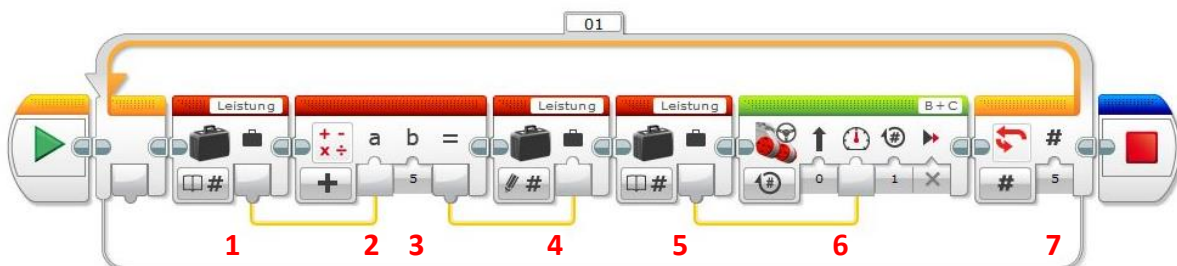 01
Leistung Leistung Leistung B+C
+ - × ÷ a b = # #
# + 5 # # # 0 1 # 5
1 2 3 4 5 6 7